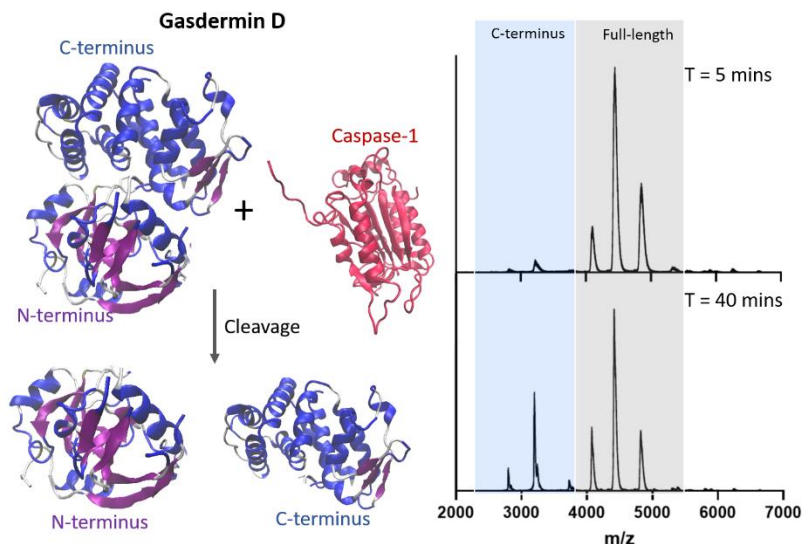 Gasdermin D
C-terminus
Caspase-1
+
N-terminus
Cleavage
N-terminus
C-terminus
C-terminus
Full-length
T = 5 mins
T = 40 mins
2000 3000 4000 5000 6000 7000
m/z